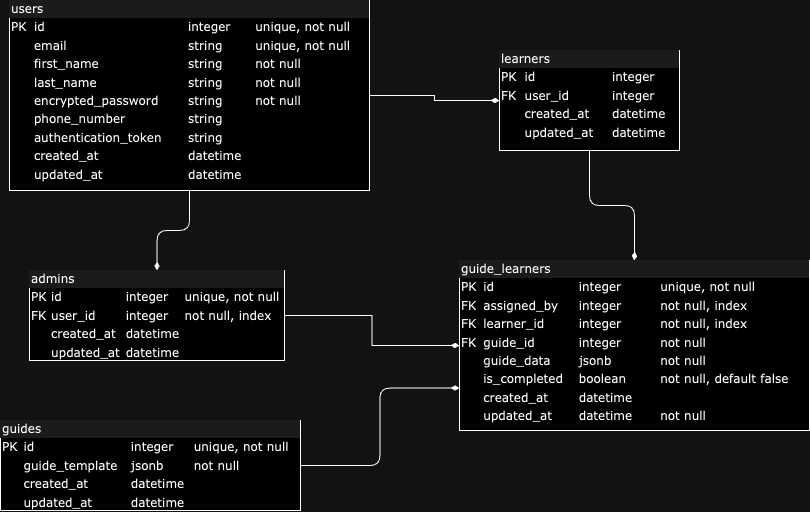 users
PK id integer unique, not null
email string unique, not null
first_name string not null
last_name string not null
encrypted_password string not null
phone_number string
authentication_token string
created_at datetime
updated_at datetime
learners
PK id integer
FK user_id integer
created_at datetime
updated_at datetime
admins
PK id integer unique, not null
FK user_id integer not null, index
created_at datetime
updated_at datetime
guide_learners
PK id integer unique, not null
FK assigned_by integer not null, index
FK learner_id integer not null, index
FK guide_id integer not null
guide_data jsonb not null
is_completed boolean not null, default false
created_at datetime
updated_at datetime not null
guides
PK id integer unique, not null
guide_template jsonb not null
created_at datetime
updated_at datetime